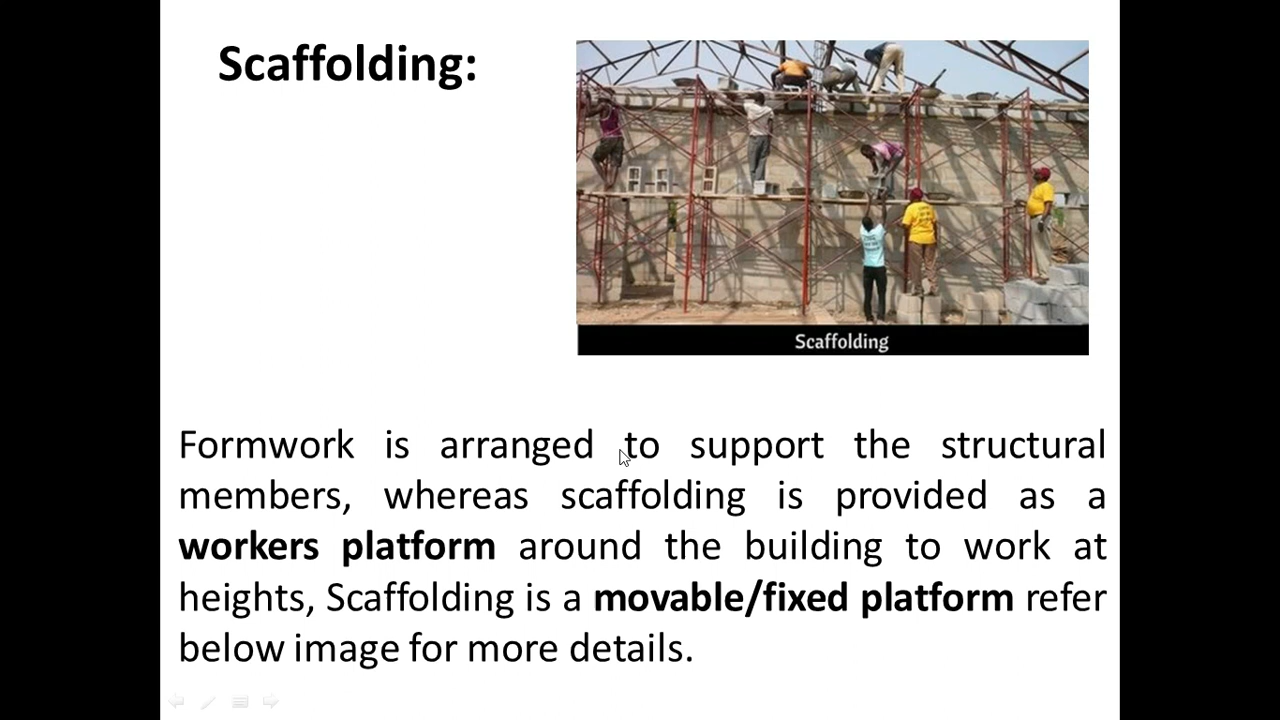 Scaffolding:
Scaffolding
Formwork is arranged to support the structural
members, whereas scaffolding is provided as a
workers platform around the building to work at
heights, Scaffolding is a movable/fixed platform refer
below image for more details.